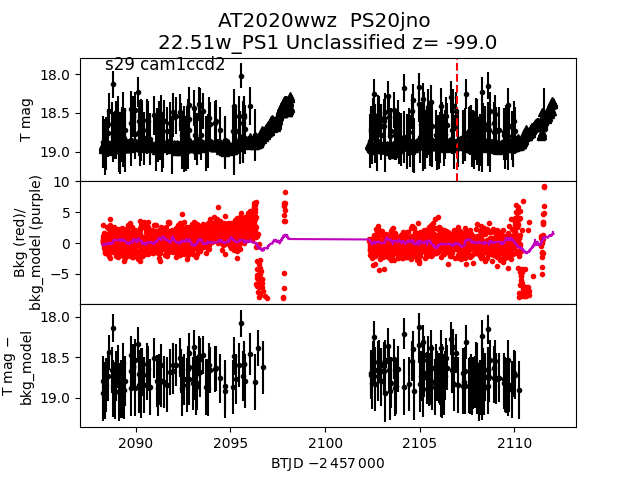 AT2020wwz  PS20jno
22.51w_PS1 Unclassified z= -99.0
s29 cam1ccd2
T mag
18.0
18.5
19.0
Bkg (red)/
bkg_model (purple)
10
5
0
−5
T mag −
bkg_model
18.0
18.5
19.0
2090
2095
2100
2105
2110
BTJD −2 457 000